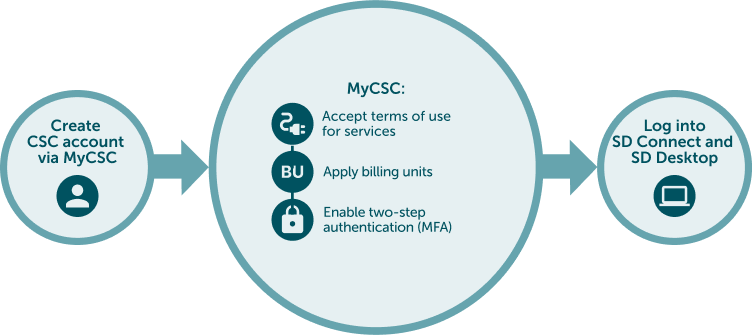 Create
CSC account
via MyCSC
MyCSC:
Accept terms of use
for services
BU
Apply billing units
Enable two-step
authentication (MFA)
Log into
SD Connect and
SD Desktop